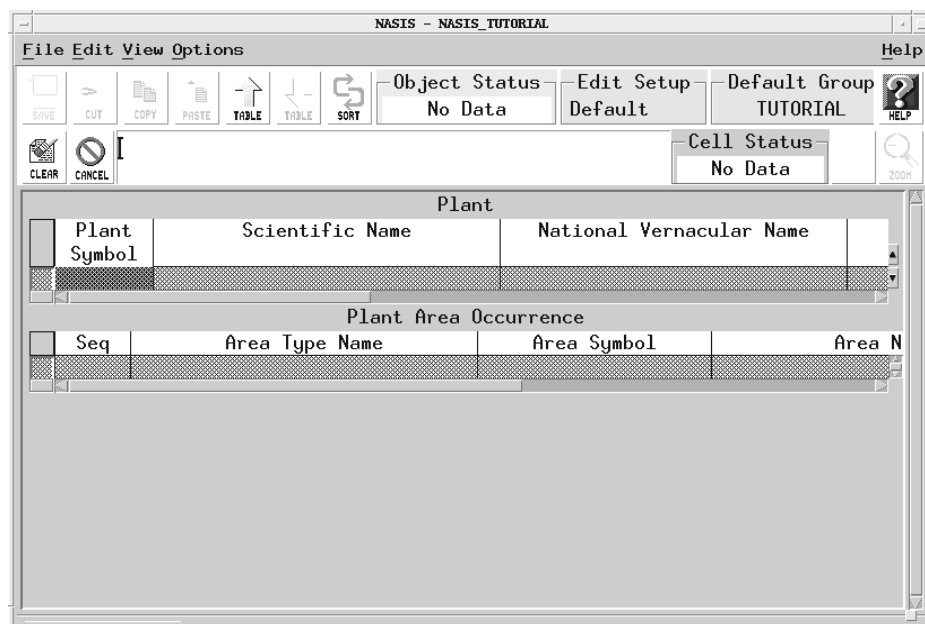 NASIS - NASIS_TUTORIAL
File Edit View Options Help
Object Status Edit Setup Default Group
No Data Default TUTORIAL
SAVE CUT COPY PASTE TABLE TABLE SORT HELP
Cell Status
No Data
CLEAR CANCEL ZOOM
Plant
Plant Scientific Name National Vernacular Name
Symbol
Plant Area Occurrence
Seq Area Type Name Area Symbol Area N